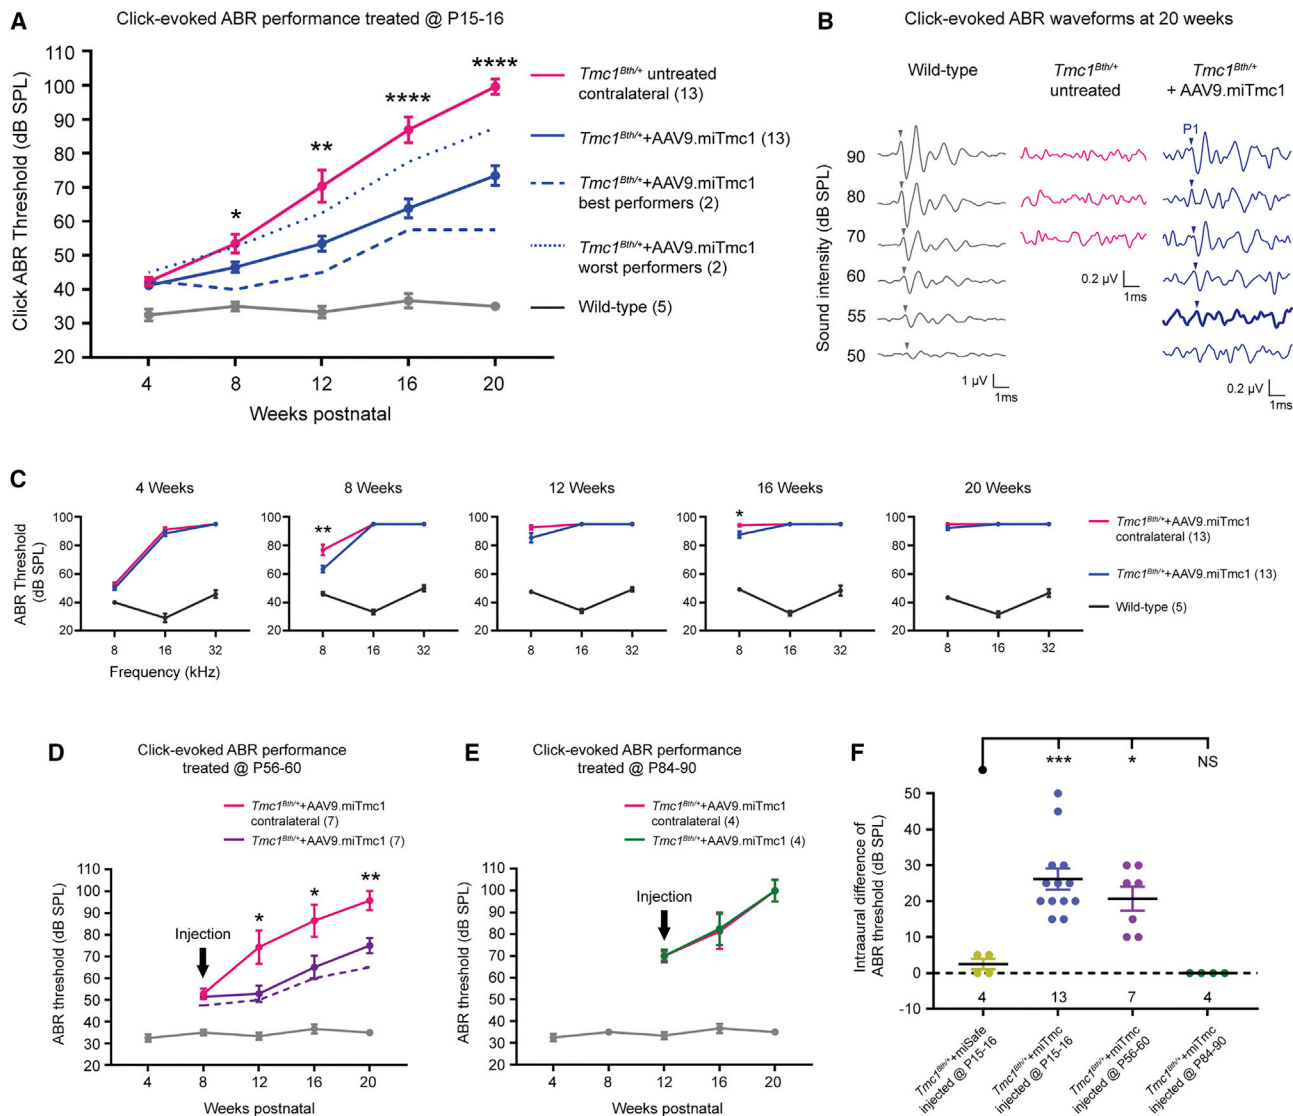 A
Click-evoked ABR performance treated @ P15-16
Click ABR Threshold (dB SPL)
110
100
90
80
70
60
50
40
30
20
4
8
12
16
20
Weeks postnatal
*
**
****
****
Tmc1Bth/+ untreated
contralateral (13)
Tmc1Bth/++AAV9.miTmc1 (13)
Tmc1Bth/++AAV9.miTmc1
best performers (2)
Tmc1Bth/++AAV9.miTmc1
worst performers (2)
Wild-type (5)
B
Click-evoked ABR waveforms at 20 weeks
Wild-type
Tmc1Bth/+
untreated
Tmc1Bth/+
+ AAV9.miTmc1
P1
Sound intensity (dB SPL)
90
80
70
60
55
50
1 µV
1ms
0.2 µV
1ms
0.2 µV
1ms
C
ABR Threshold
(dB SPL)
4 Weeks
100
80
60
40
20
8
16
32
Frequency (kHz)
8 Weeks
100
80
60
40
20
**
8
16
32
12 Weeks
100
80
60
40
20
8
16
32
16 Weeks
100
80
60
40
20
*
8
16
32
20 Weeks
100
80
60
40
20
8
16
32
Tmc1Bth/++AAV9.miTmc1
contralateral (13)
Tmc1Bth/++AAV9.miTmc1 (13)
Wild-type (5)
D
Click-evoked ABR performance
treated @ P56-60
Tmc1Bth/++AAV9.miTmc1
contralateral (7)
Tmc1Bth/++AAV9.miTmc1 (7)
ABR threshold (dB SPL)
110
100
90
80
70
60
50
40
30
20
Injection
*
*
**
4
8
12
16
20
Weeks postnatal
E
Click-evoked ABR performance
treated @ P84-90
Tmc1Bth/++AAV9.miTmc1
contralateral (4)
Tmc1Bth/++AAV9.miTmc1 (4)
ABR threshold (dB SPL)
110
100
90
80
70
60
50
40
30
20
Injection
4
8
12
16
20
Weeks postnatal
F
***
*
NS
Intraaural difference of
ABR threshold (dB SPL)
50
40
30
20
10
0
-10
4
13
7
4
Tmc1Bth/++miSafe
injected @ P15-16
Tmc1Bth/++miTmc
injected @ P15-16
Tmc1Bth/++miTmc
injected @ P56-60
Tmc1Bth/++miTmc
injected @ P84-90